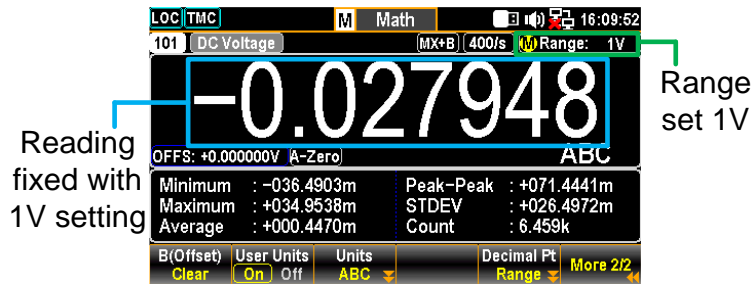 LOC TMC M Math 16:09:52
101 DC Voltage MX+B 400/s M Range: 1V
-0.027948
ABC
OFFS: +0.000000V A-Zero
Minimum : -036.4903m Peak-Peak : +071.4441m
Maximum : +034.9538m STDEV : +026.4972m
Average : +000.4470m Count : 6.459k
B(Offset) User Units Units Decimal Pt More 2/2
Clear On Off ABC Range
Reading
fixed with
1V setting
Range
set 1V